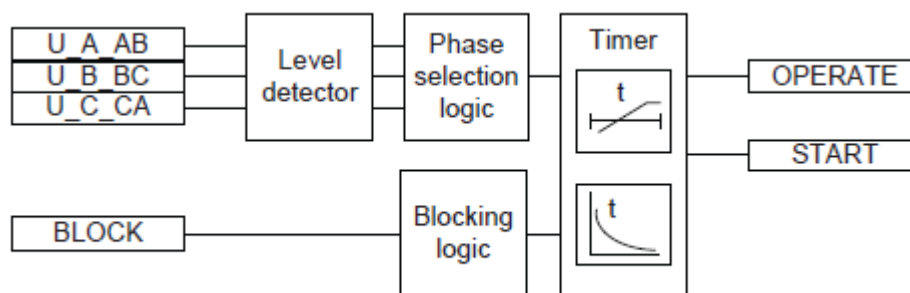 U_A_AB
U_B_BC
U_C_CA
Level
detector
Phase
selection
logic
Timer
t
OPERATE
START
t
BLOCK
Blocking
logic